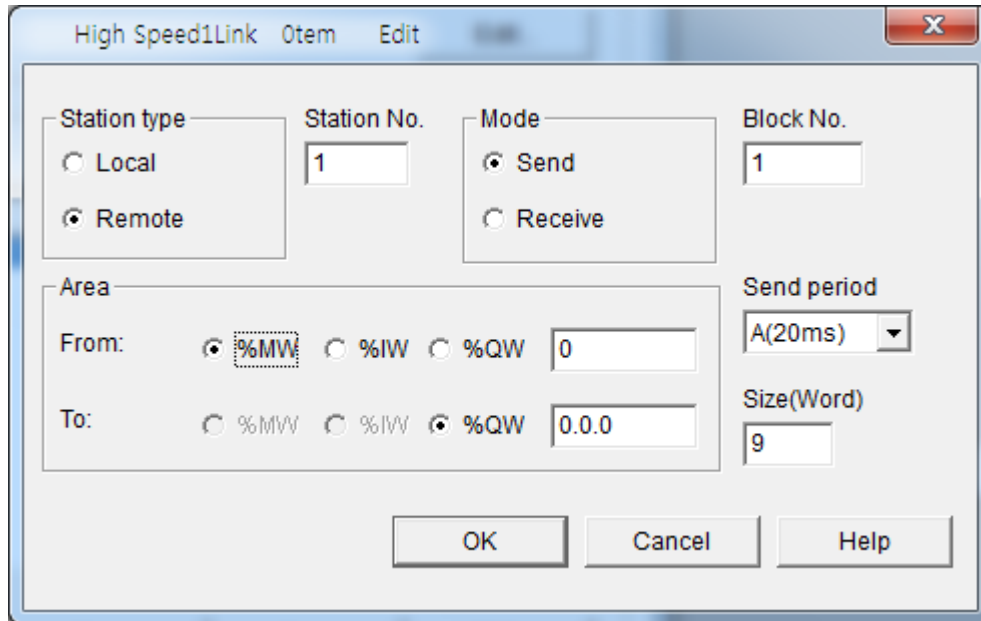 High Speed1Link 0tem Edit
Station type
Local
Remote
Station No.
1
Mode
Send
Receive
Block No.
1
Area
From: %MW %IW %QW 0
To: %MW %IW %QW 0.0.0
Send period
A(20ms)
Size(Word)
9
OK Cancel Help